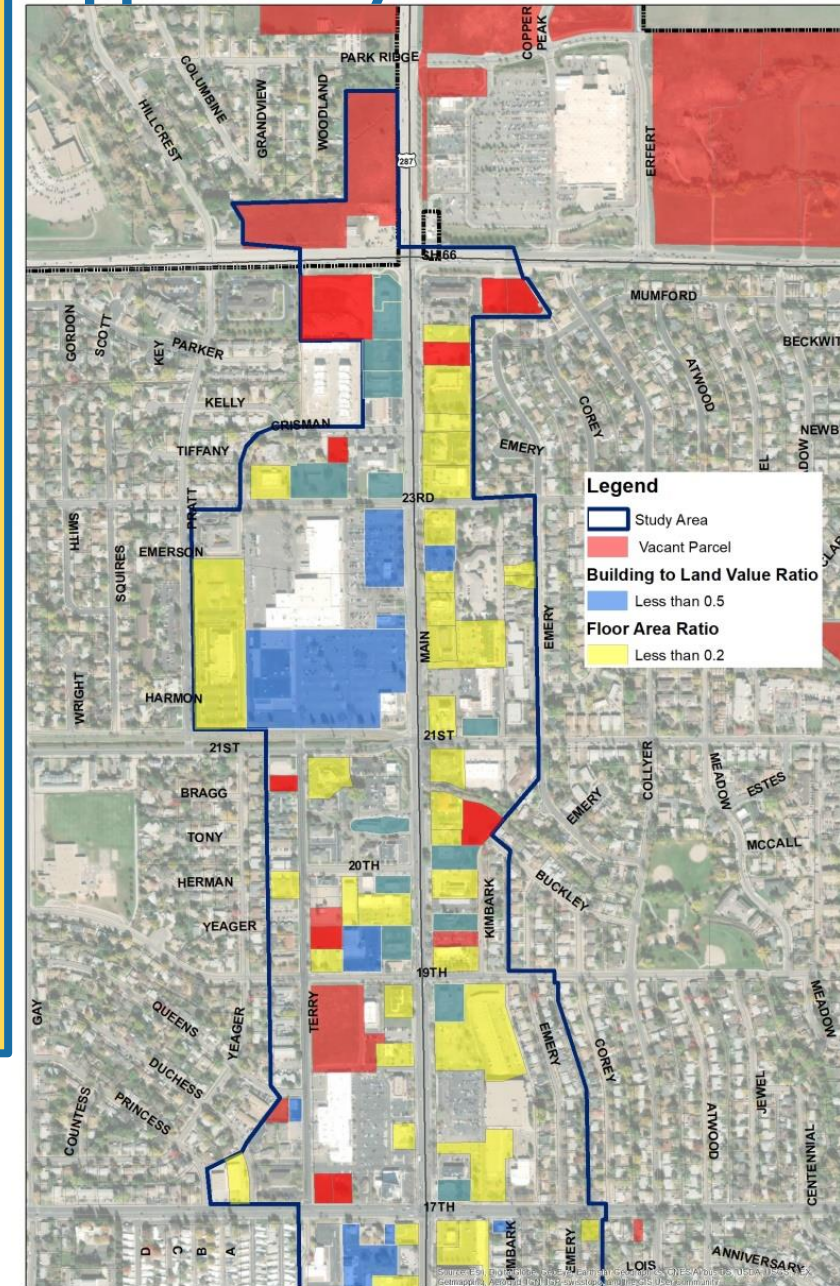 COPPER
PEAK
PARK RIDGE
COLUMBINE
GRANDVIEW
WOODLAND
HILLCREST
ERFERT
287
SH 66
MUMFORD
GORDON
SCOTT
KEY
PARKER
BECKWIT
ATWOOD
KELLY
COREY
CRISMAN
NEWB
TIFFANY
EMERY
23RD
PRATT
SMITH
EMERSON
SQUIRES
Legend
Study Area
Vacant Parcel
Building to Land Value Ratio
Less than 0.5
Floor Area Ratio
Less than 0.2
EMERY
MAIN
WRIGHT
HARMON
21ST
21ST
COLLYER
MEADOW
ESTES
BRAGG
EMERY
TONY
MCCALL
20TH
HERMAN
BUCKLEY
KIMBARK
YEAGER
19TH
GAY
QUEENS
YEAGER
TERRY
MEADOW
EMERY
COREY
DUCHESS
PRINCESS
COUNTESS
JEWEL
ATWOOD
CENTENNIAL
17TH
D
C
B
A
KIMBARK
EMERY
LOIS
ANNIVERSARY